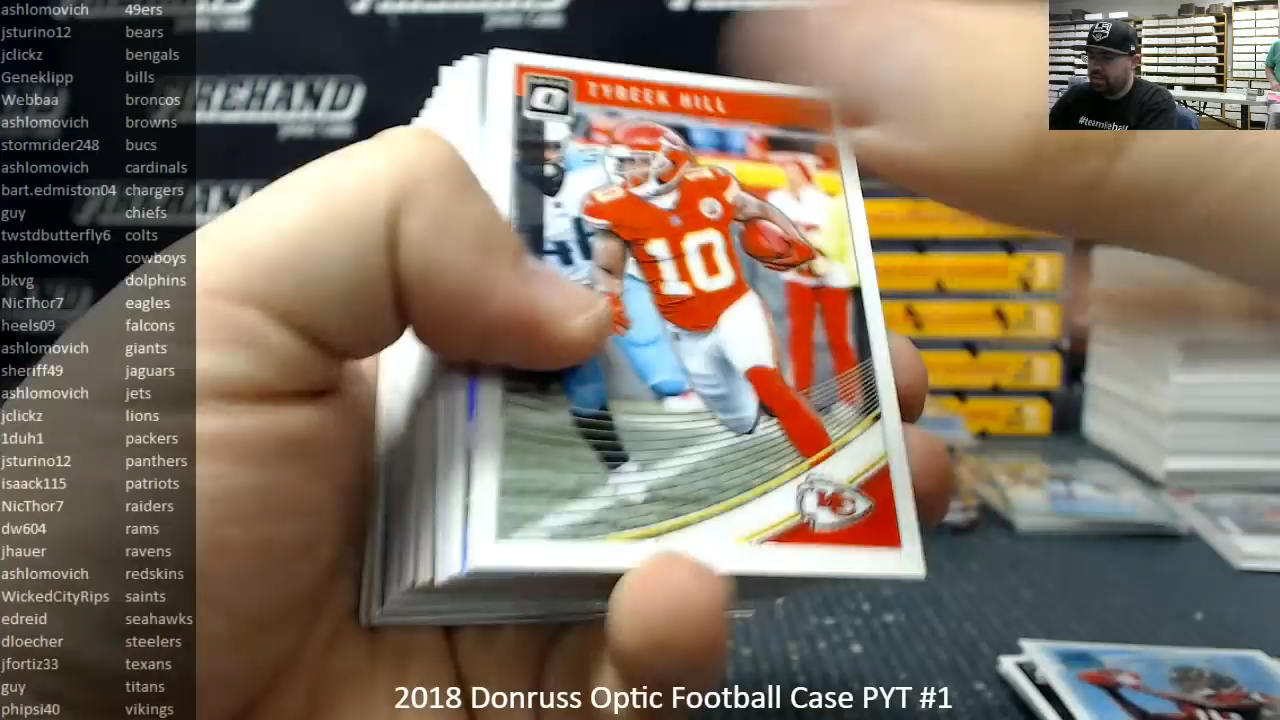 ashlomovich 49ers
jsturino12 bears
jclickz bengals
Geneklipp bills
Webbaa broncos
ashlomovich browns
stormrider248 bucs
ashlomovich cardinals
bart.edmiston04 chargers
guy chiefs
twstdbutterfly6 colts
ashlomovich cowboys
bkvg dolphins
NicThor7 eagles
heels09 falcons
ashlomovich giants
sheriff49 jaguars
ashlomovich jets
jclickz lions
1duh1 packers
jsturino12 panthers
isaack115 patriots
NicThor7 raiders
dw604 rams
jhauer ravens
ashlomovich redskins
WickedCityRips saints
edreid seahawks
dloecher steelers
jfortiz33 texans
guy titans
phipsi40 vikings
TYREEK HILL
10
10
KC
2018 Donruss Optic Football Case PYT #1